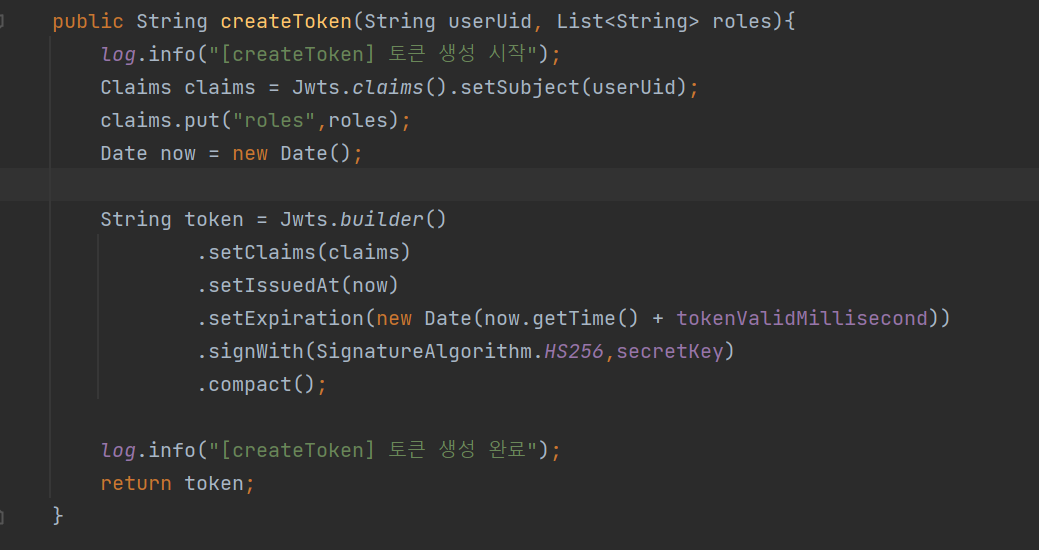 public String createToken(String userUid, List<String> roles){
log.info("[createToken] 토큰 생성 시작");
Claims claims = Jwts.claims().setSubject(userUid);
claims.put("roles",roles);
Date now = new Date();
String token = Jwts.builder()
.setClaims(claims)
.setIssuedAt(now)
.setExpiration(new Date(now.getTime() + tokenValidMillisecond))
.signWith(SignatureAlgorithm.HS256,secretKey)
.compact();
log.info("[createToken] 토큰 생성 완료");
return token;
}